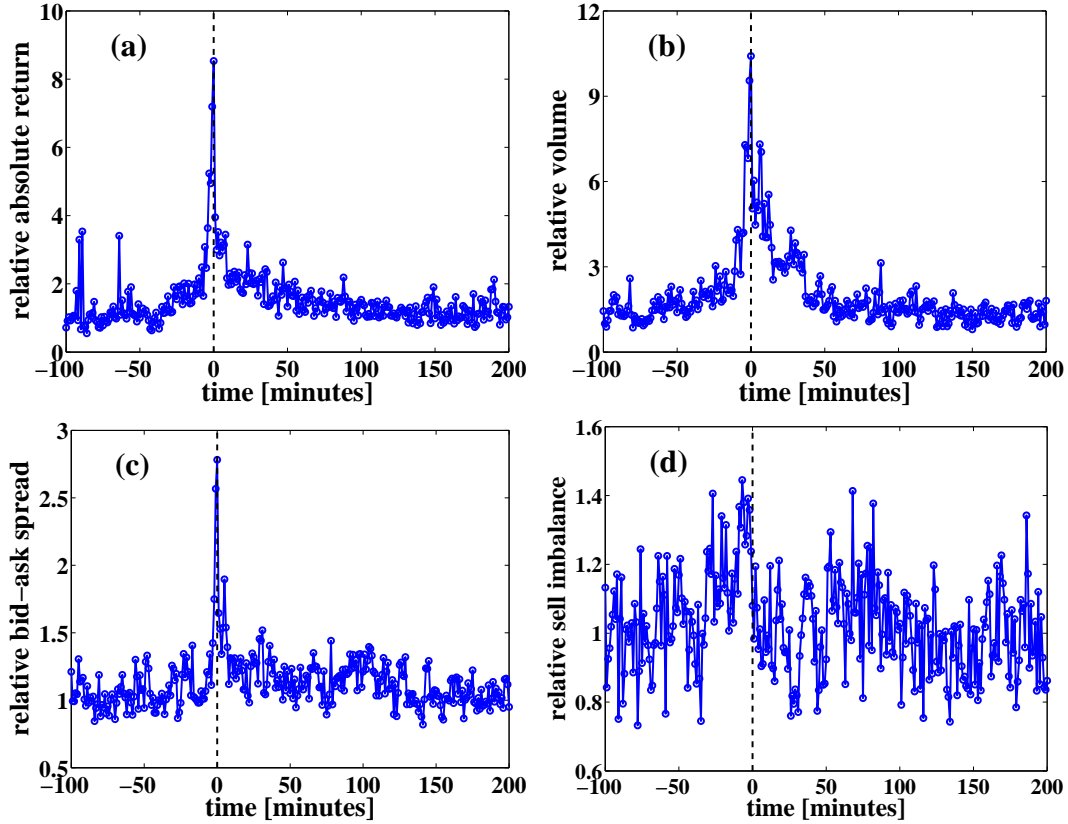 (a)
relative absolute return
10
8
6
4
2
0
−100 −50 0 50 100 150 200
time [minutes]
(b)
relative volume
12
9
6
3
0
−100 −50 0 50 100 150 200
time [minutes]
(c)
relative bid−ask spread
3
2.5
2
1.5
1
0.5
−100 −50 0 50 100 150 200
time [minutes]
(d)
relative sell imbalance
1.6
1.4
1.2
1
0.8
0.6
−100 −50 0 50 100 150 200
time [minutes]